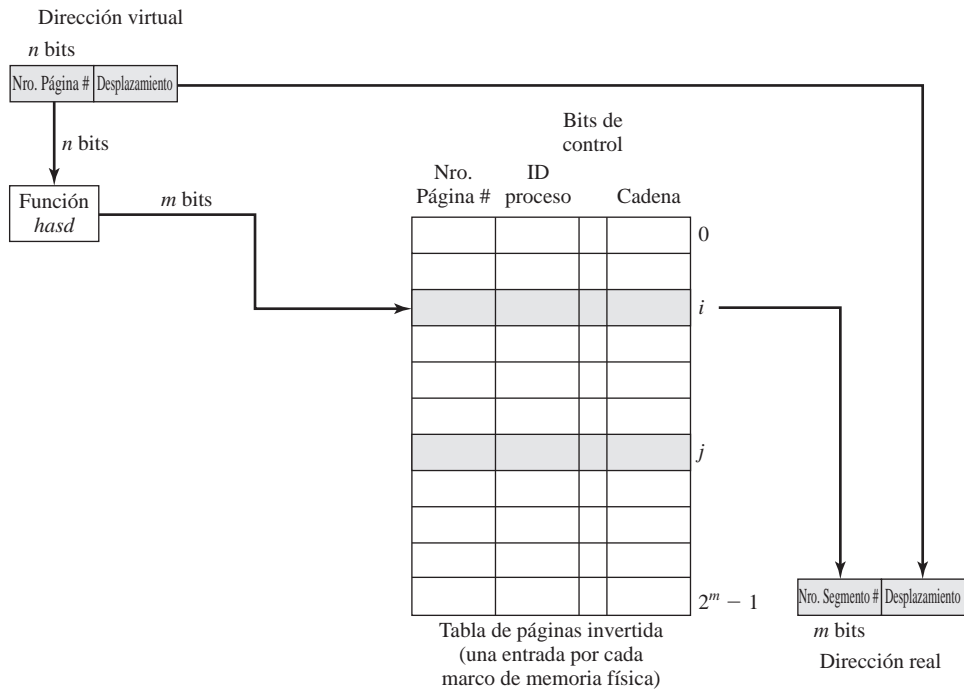 Dirección virtual
n bits
Nro. Página # Desplazamiento
n bits
Función
hasd
m bits
Bits de
control
Nro.
Página #
ID
proceso
Cadena
0
i
j
2^m − 1
Nro. Segmento # Desplazamiento
m bits
Dirección real
Tabla de páginas invertida
(una entrada por cada
marco de memoria física)